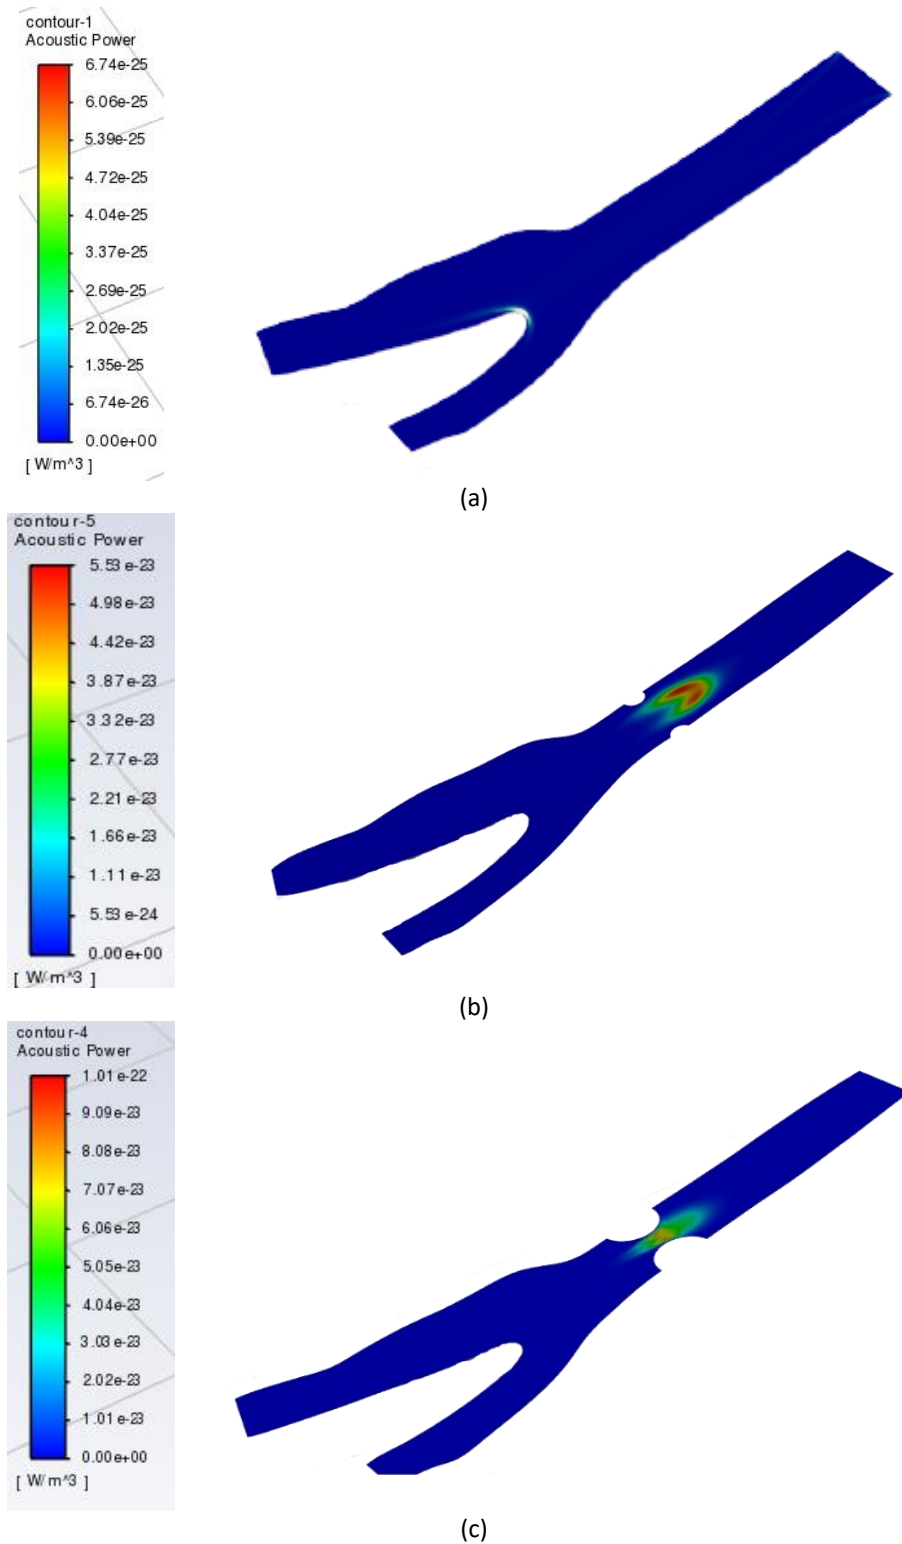 contour-1
Acoustic Power
6.74e-25
6.06e-25
5.39e-25
4.72e-25
4.04e-25
3.37e-25
2.69e-25
2.02e-25
1.35e-25
6.74e-26
0.00e+00
[ W/m^3 ]
(a)
contour-5
Acoustic Power
5.53e-23
4.98e-23
4.42e-23
3.87e-23
3.32e-23
2.77e-23
2.21e-23
1.66e-23
1.11e-23
5.53e-24
0.00e+00
[ W/m^3 ]
(b)
contour-4
Acoustic Power
1.01e-22
9.09e-23
8.08e-23
7.07e-23
6.06e-23
5.05e-23
4.04e-23
3.03e-23
2.02e-23
1.01e-23
0.00e+00
[ W/m^3 ]
(c)